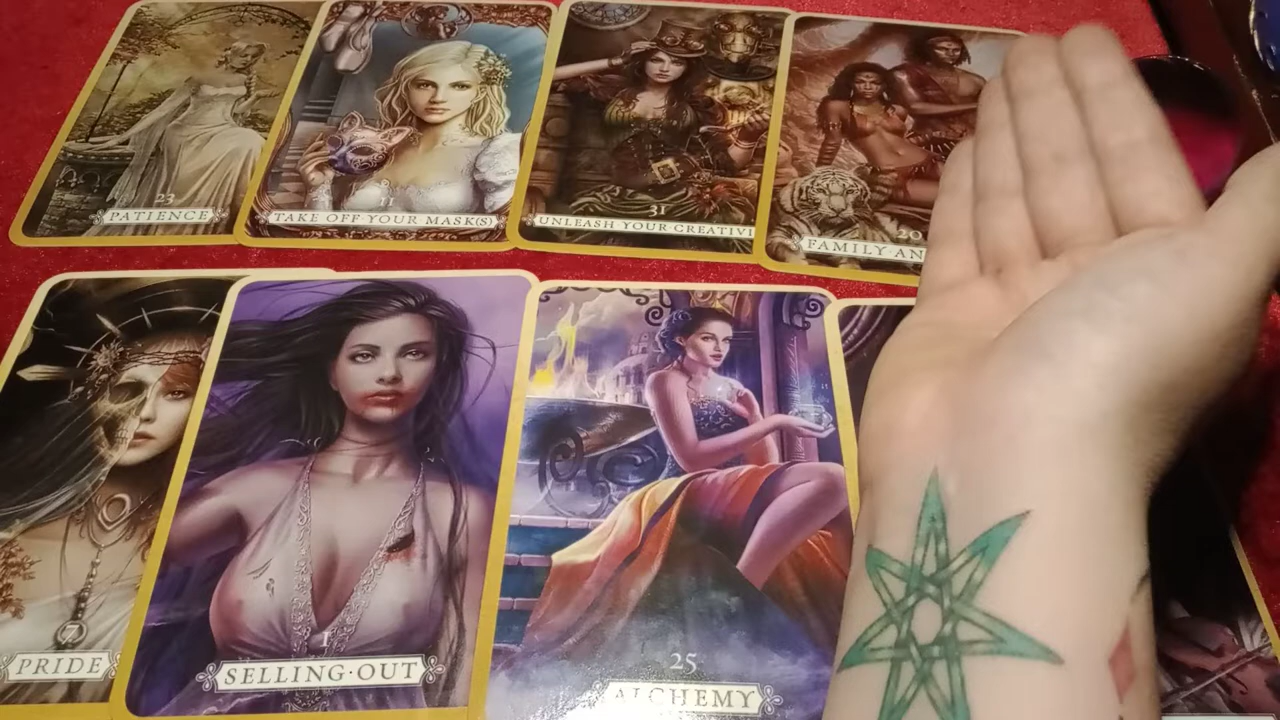 23
PATIENCE
11
TAKE OFF YOUR MASK(S)
31
UNLEASH YOUR·CREATIVI
20
FAMILY·AN
7
PRIDE
1
SELLING·OUT
25
ALCHEMY